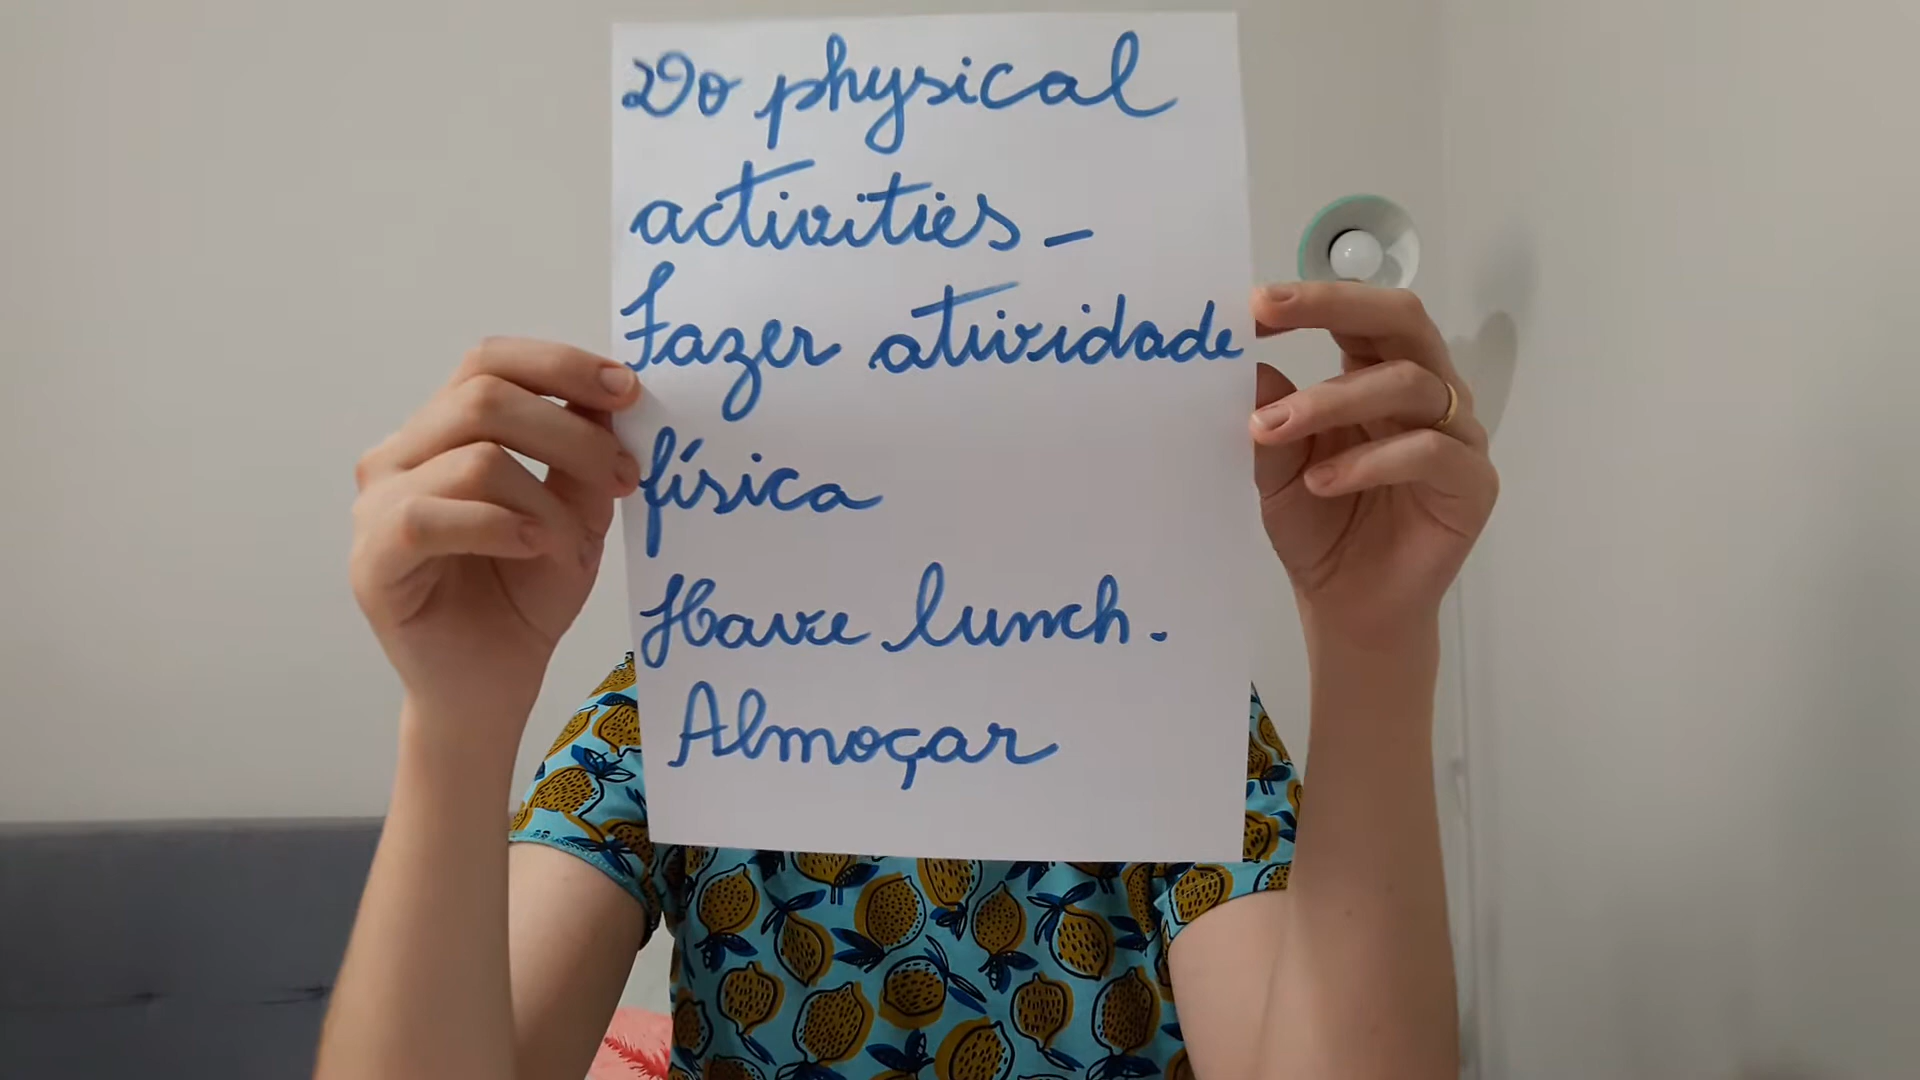 Do physical
activities -
Fazer atividade
física
Have lunch.
Almoçar